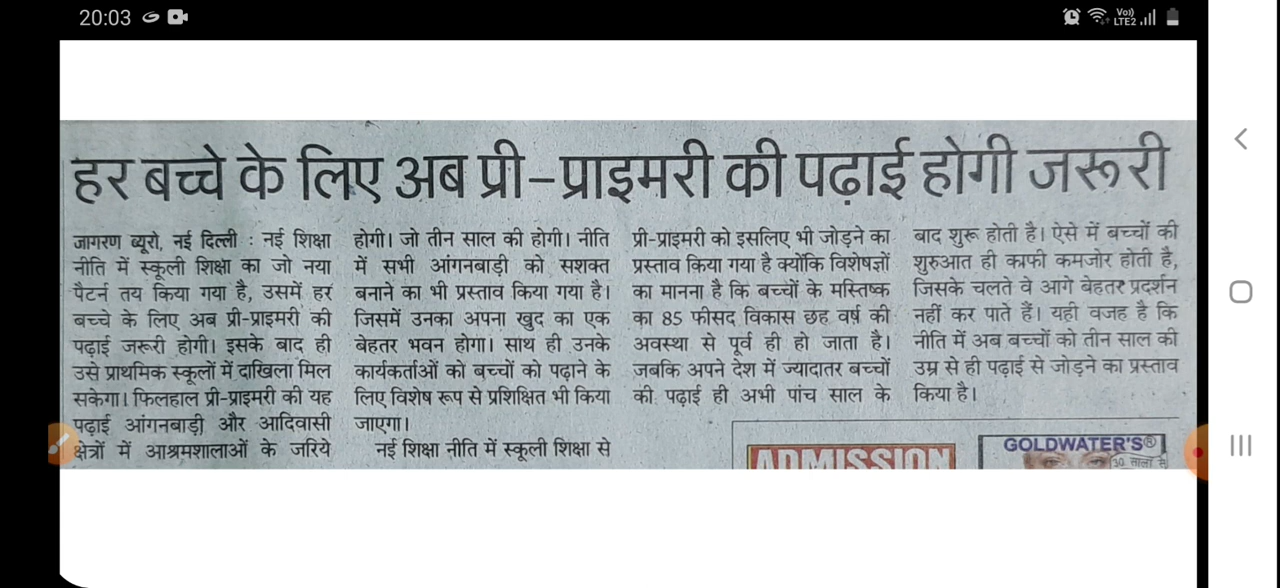 20:03
Vo))
LTE2
हर बच्चे के लिए अब प्री-प्राइमरी की पढ़ाई होगी जरूरी
जागरण ब्यूरो, नई दिल्ली : नई शिक्षा
नीति में स्कूली शिक्षा का जो नया
पैटर्न तय किया गया है, उसमें हर
बच्चे के लिए अब प्री-प्राइमरी की
पढ़ाई जरूरी होगी। इसके बाद ही
उसे प्राथमिक स्कूलों में दाखिला मिल
सकेगा। फिलहाल प्री-प्राइमरी की यह
पढ़ाई आंगनबाड़ी और आदिवासी
क्षेत्रों में आश्रमशालाओं के जरिये
होगी। जो तीन साल की होगी। नीति
में सभी आंगनबाड़ी को सशक्त
बनाने का भी प्रस्ताव किया गया है।
जिसमें उनका अपना खुद का एक
बेहतर भवन होगा। साथ ही उनके
कार्यकर्ताओं को बच्चों को पढ़ाने के
लिए विशेष रूप से प्रशिक्षित भी किया
जाएगा।
नई शिक्षा नीति में स्कूली शिक्षा से
प्री-प्राइमरी को इसलिए भी जोड़ने का
प्रस्ताव किया गया है क्योंकि विशेषज्ञों
का मानना है कि बच्चों के मस्तिष्क
का 85 फीसद विकास छह वर्ष की
अवस्था से पूर्व ही हो जाता है।
जबकि अपने देश में ज्यादातर बच्चों
की पढ़ाई ही अभी पांच साल के
बाद शुरू होती है। ऐसे में बच्चों की
शुरुआत ही काफी कमजोर होती है,
जिसके चलते वे आगे बेहतर प्रदर्शन
नहीं कर पाते हैं। यही वजह है कि
नीति में अब बच्चों को तीन साल की
उम्र से ही पढ़ाई से जोड़ने का प्रस्ताव
किया है।
ADMISSION
GOLDWATER'S®
30 सालों से